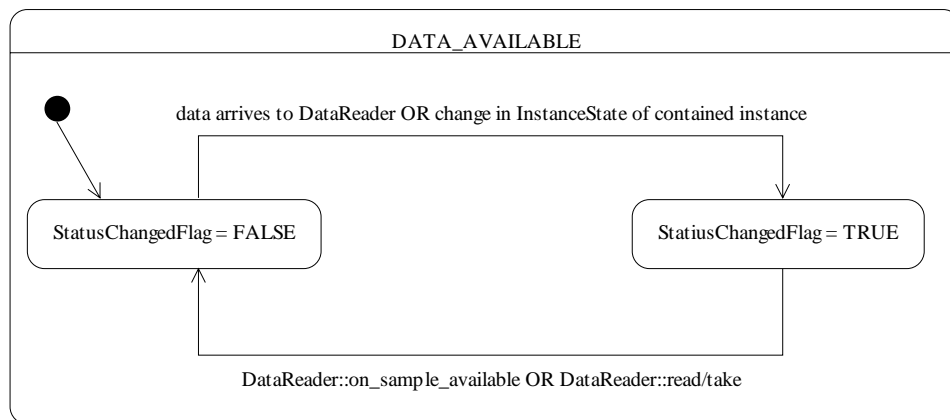 DATA_AVAILABLE
data arrives to DataReader OR change in InstanceState of contained instance
StatusChangedFlag = FALSE
StatiusChangedFlag = TRUE
DataReader::on_sample_available OR DataReader::read/take